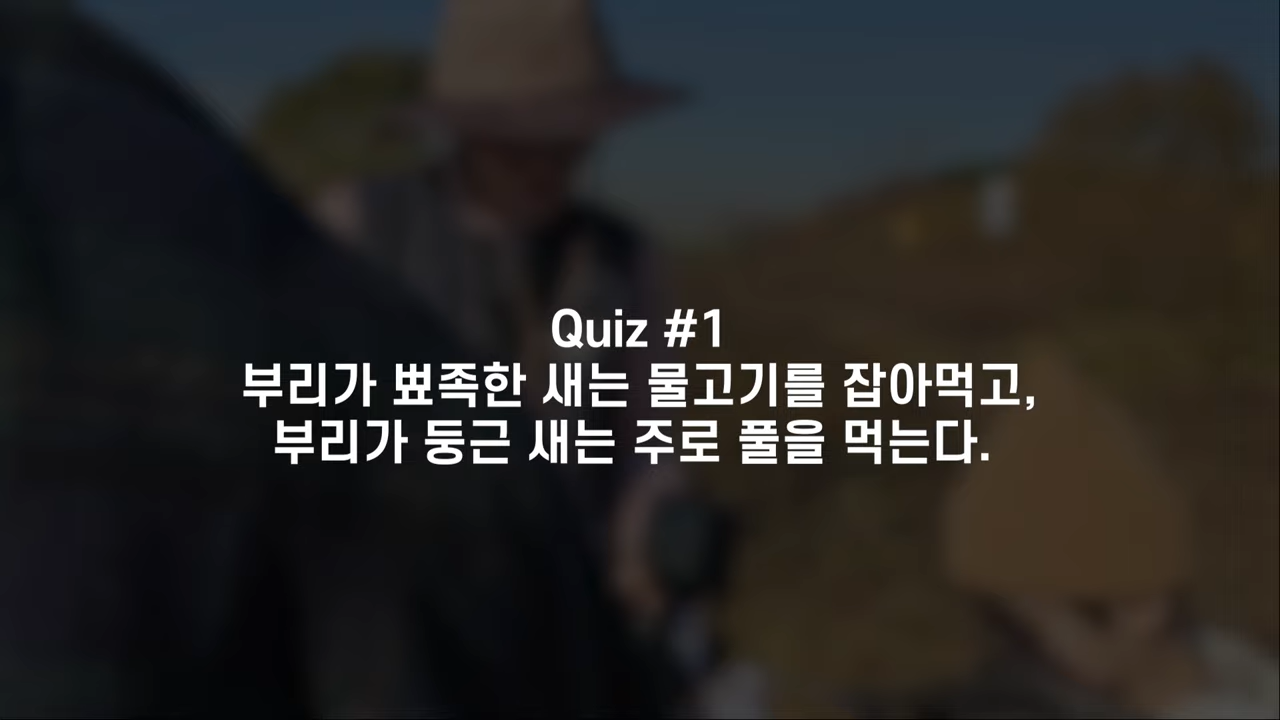 Quiz #1
부리가 뾰족한 새는 물고기를 잡아먹고,
부리가 둥근 새는 주로 풀을 먹는다.